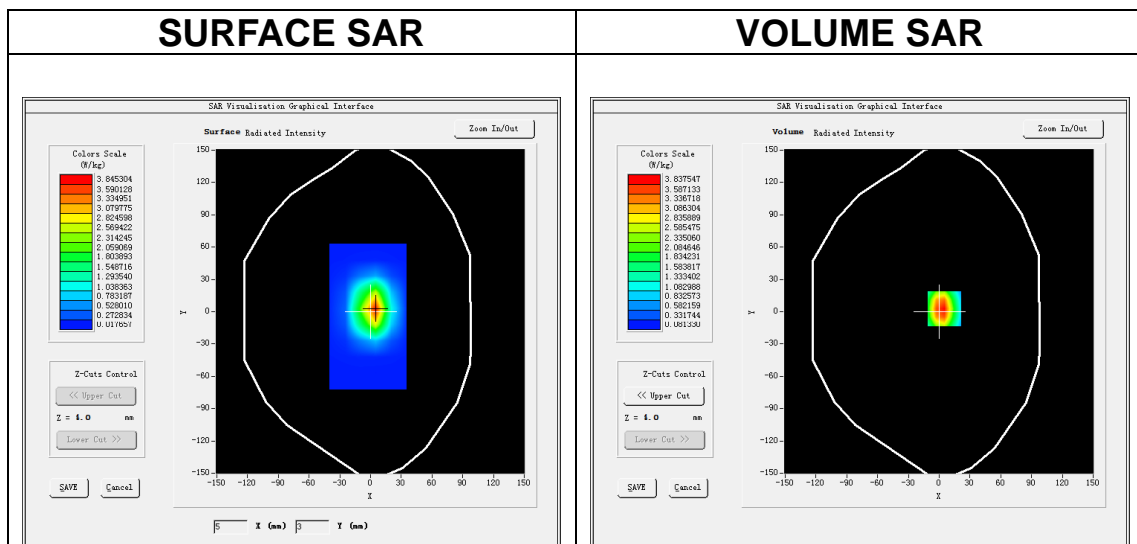 SURFACE SAR
VOLUME SAR
SAR Visualisation Graphical Interface
Surface Radiated Intensity
Zoom In/Out
Colors Scale
(W/kg)
3.845304
3.590128
3.334951
3.079775
2.824598
2.569422
2.314245
2.059069
1.803893
1.548716
1.293540
1.038363
0.783187
0.528010
0.272834
0.017657
Z-Cuts Control
<< Upper Cut
Z = 4.0 mm
Lower Cut >>
SAVE Cancel
150
120
90
60
30
0
-30
-60
-90
-120
-150
Y
-150 -120 -90 -60 -30 0 30 60 90 120 150
X
5 X (mm) 3 Y (mm)
SAR Visualisation Graphical Interface
Volume Radiated Intensity
Zoom In/Out
Colors Scale
(W/kg)
3.837547
3.587133
3.336718
3.086304
2.835889
2.585475
2.335060
2.084646
1.834231
1.583817
1.333402
1.082988
0.832573
0.582159
0.331744
0.081330
Z-Cuts Control
<< Upper Cut
Z = 4.0 mm
Lower Cut >>
SAVE Cancel
150
120
90
60
30
0
-30
-60
-90
-120
-150
Y
-150 -120 -90 -60 -30 0 30 60 90 120 150
X